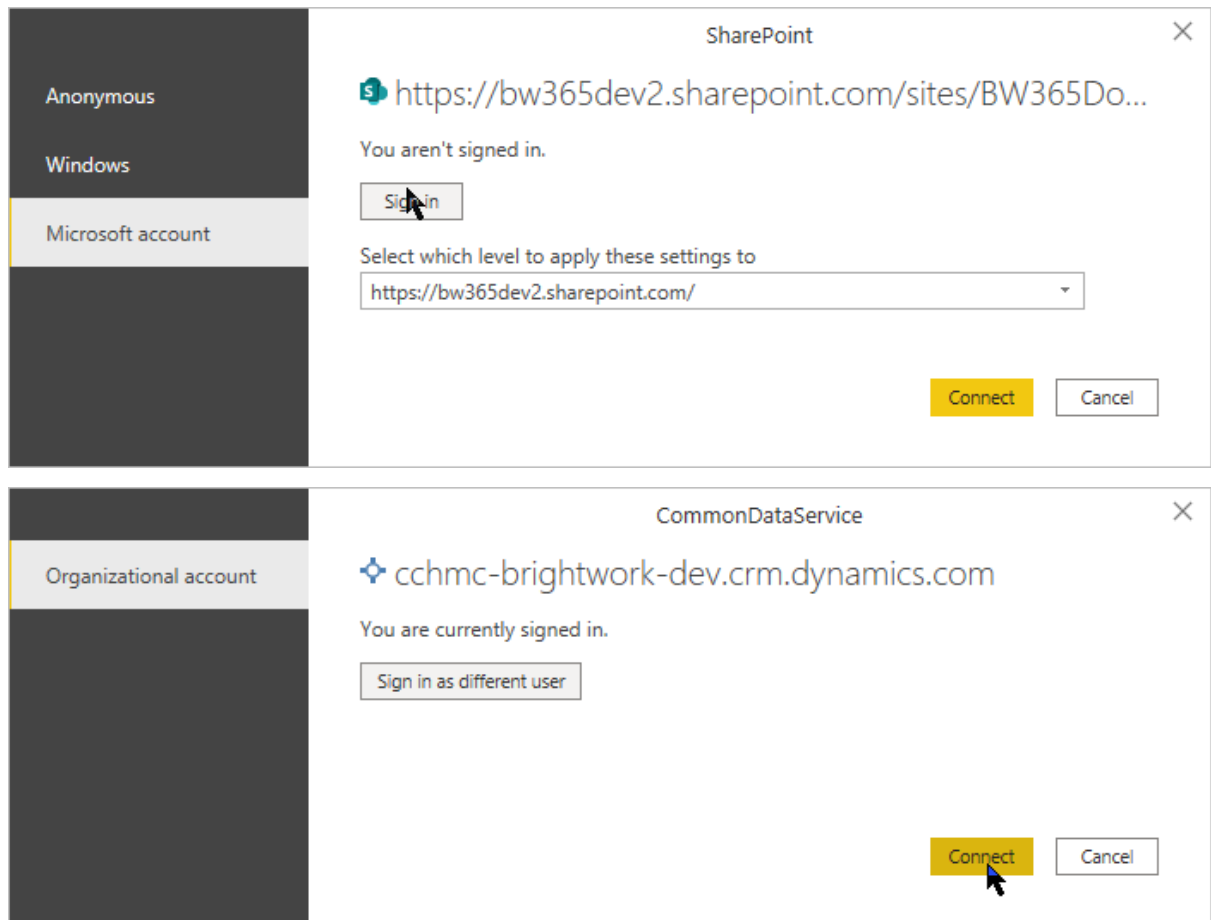 SharePoint
Anonymous
Windows
Microsoft account
https://bw365dev2.sharepoint.com/sites/BW365Do...
You aren't signed in.
Sign in
Select which level to apply these settings to
https://bw365dev2.sharepoint.com/
Connect
Cancel
CommonDataService
Organizational account
cchmc-brightwork-dev.crm.dynamics.com
You are currently signed in.
Sign in as different user
Connect
Cancel